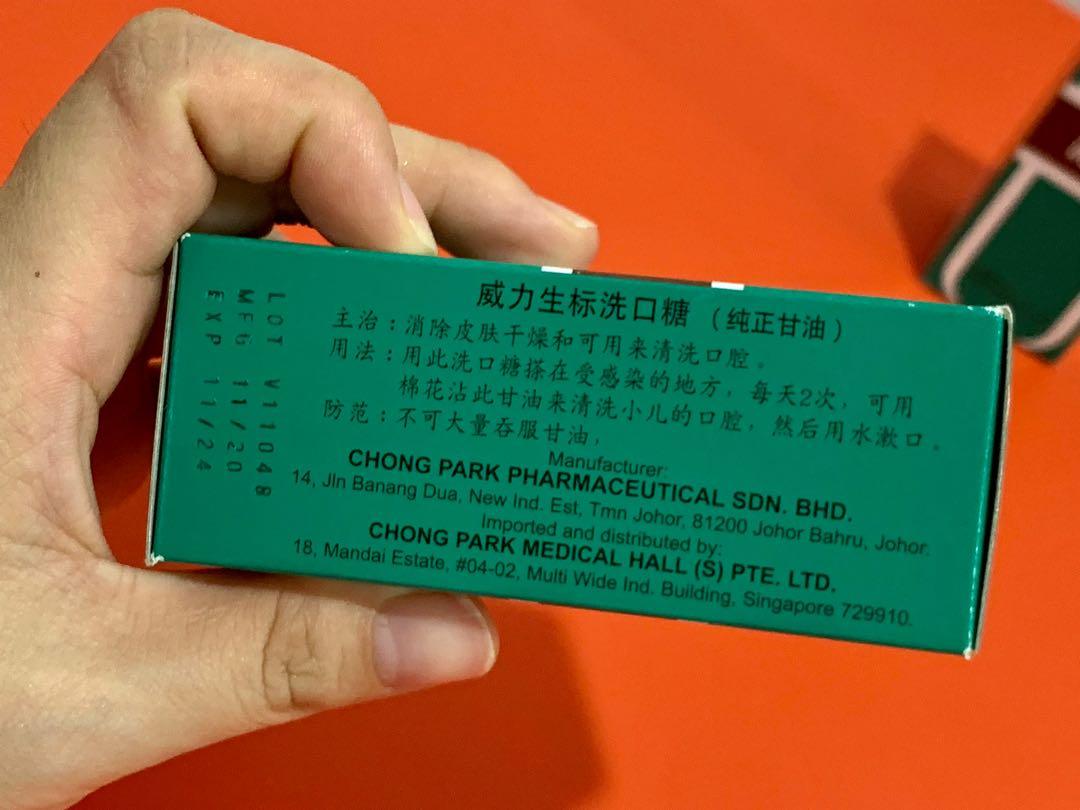 威力生标洗口糖（纯正甘油）
主治：消除皮肤干燥和可用来清洗口腔。
用法：用此洗口糖搽在受感染的地方，每天2次，可用
棉花沾此甘油来清洗小儿的口腔，然后用水漱口。
防范：不可大量吞服甘油，
Manufacturer:
CHONG PARK PHARMACEUTICAL SDN. BHD.
14, Jln Banang Dua, New Ind. Est, Tmn Johor, 81200 Johor Bahru, Johor.
Imported and distributed by:
CHONG PARK MEDICAL HALL (S) PTE. LTD.
18, Mandai Estate, #04-02, Multi Wide Ind. Building, Singapore 729910.
LOT V11048
MFG 11/20
EXP 11/24